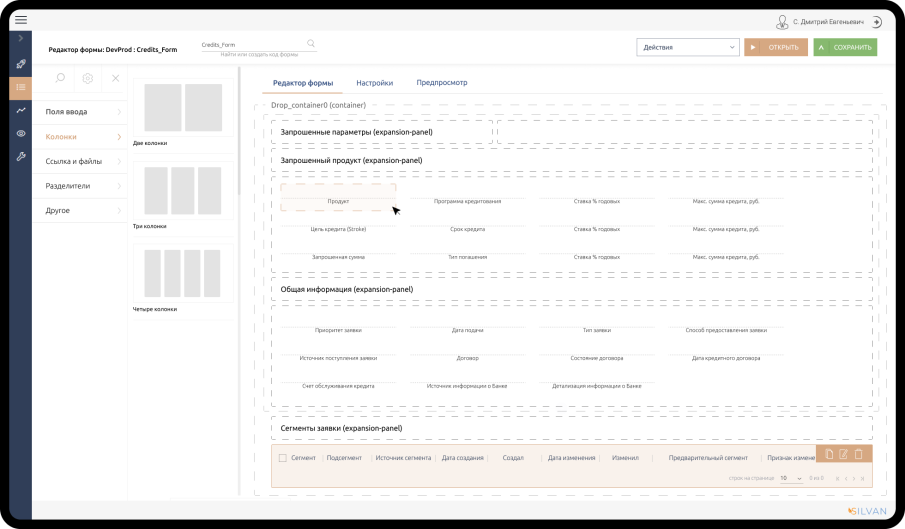 С. Дмитрий Евгеньевич
Редактор формы: DevProd : Credits_Form
Credits_Form
Найти или создать код формы
Действия
ОТКРЫТЬ
СОХРАНИТЬ
Поля ввода
Колонки
Ссылка и файлы
Разделители
Другое
Две колонки
Три колонки
Четыре колонки
Редактор формы Настройки Предпросмотр
Drop_container0 (container)
Запрошенные параметры (expansion-panel)
Запрошенный продукт (expansion-panel)
Продукт Программа кредитования Ставка % годовых Макс. сумма кредита, руб.
Цель кредита (Stroke) Срок кредита Ставка % годовых Макс. сумма кредита, руб.
Запрошенная сумма Тип погашения Ставка % годовых Макс. сумма кредита, руб.
Общая информация (expansion-panel)
Приоритет заявки Дата подачи Тип заявки Способ предоставления заявки
Источник поступления заявки Договор Состояние договора Дата кредитного договора
Счет обслуживания кредита Источник информации о Банке Детализация информации о Банке
Сегменты заявки (expansion-panel)
Сегмент Подсегмент Источник сегмента Дата создания Создал Дата изменения Изменил Предварительный сегмент Признак измене
строк на странице 10 0 из 0
SILVAN